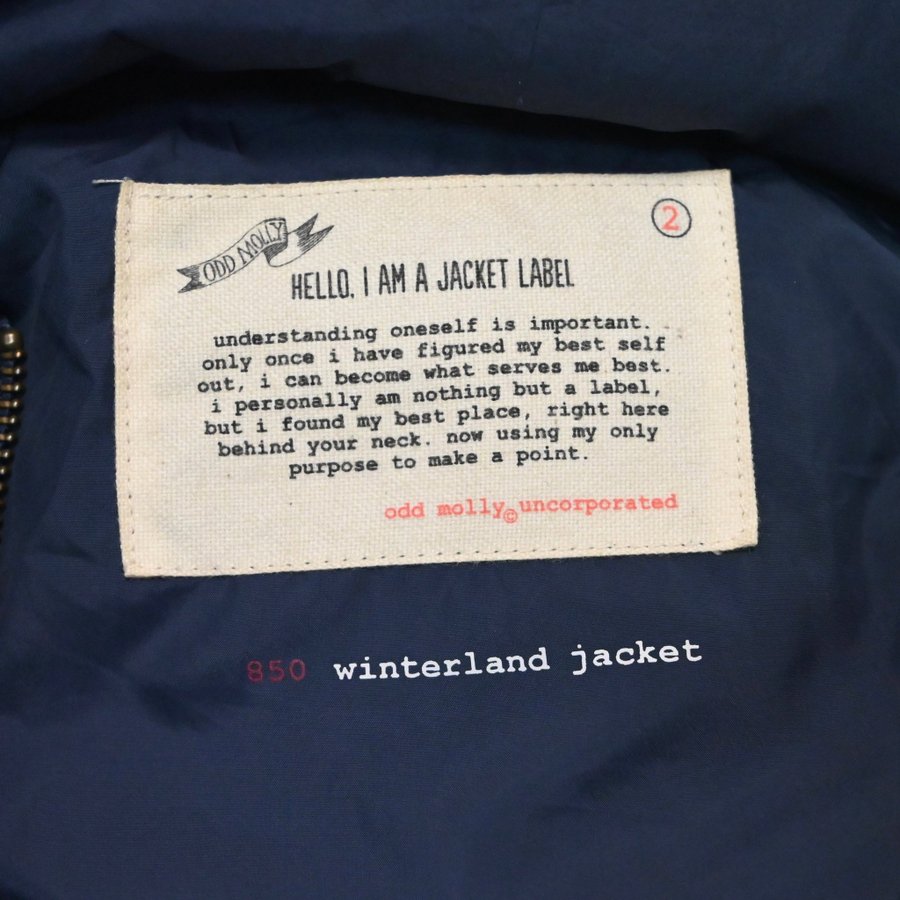 ODD MOLLY
2
HELLO, I AM A JACKET LABEL
understanding oneself is important.
only once i have figured my best self
out, i can become what serves me best.
i personally am nothing but a label,
but i found my best place, right here
behind your neck. now using my only
purpose to make a point.
odd molly© uncorporated
850 winterland jacket